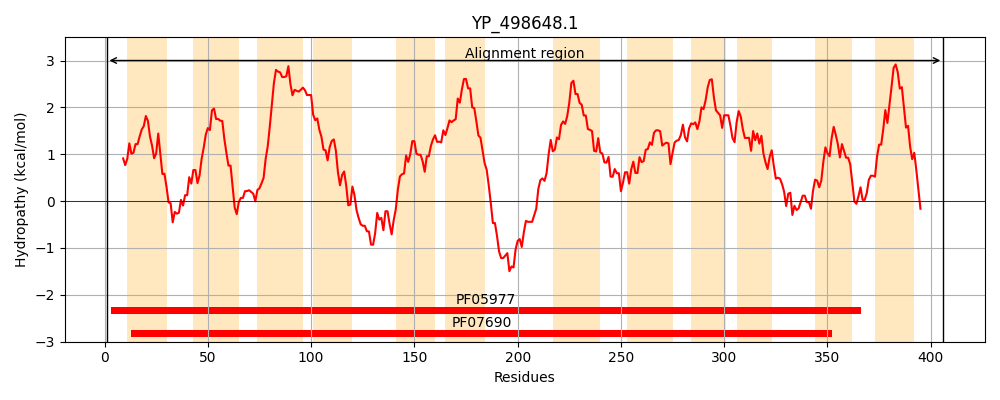 YP_498648.1
Alignment region
Hydropathy (kcal/mol)
3
2
1
0
−1
−2
−3
PF05977
PF07690
0 50 100 150 200 250 300 350 400
Residues